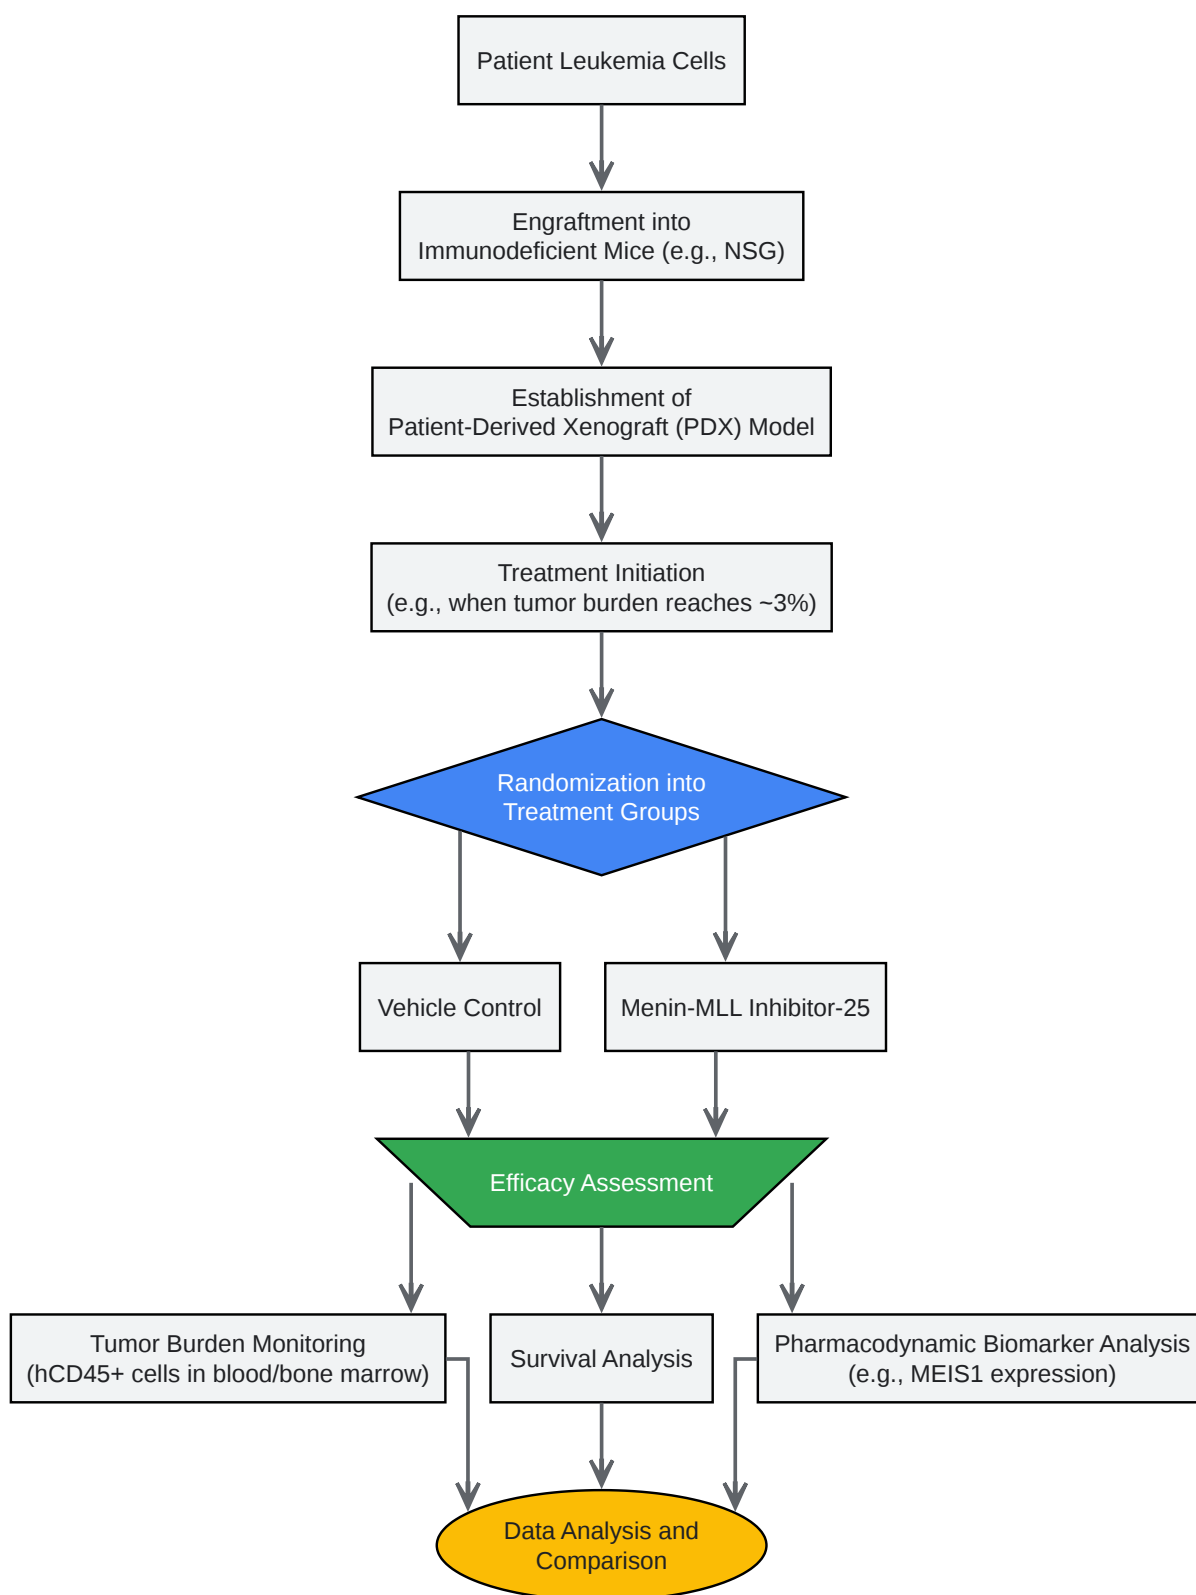 Patient Leukemia Cells
Engraftment into
Immunodeficient Mice (e.g., NSG)
Establishment of
Patient-Derived Xenograft (PDX) Model
Treatment Initiation
(e.g., when tumor burden reaches ~3%)
Randomization into
Treatment Groups
Vehicle Control
Menin-MLL Inhibitor-25
Efficacy Assessment
Tumor Burden Monitoring
(hCD45+ cells in blood/bone marrow)
Survival Analysis
Pharmacodynamic Biomarker Analysis
(e.g., MEIS1 expression)
Data Analysis and
Comparison